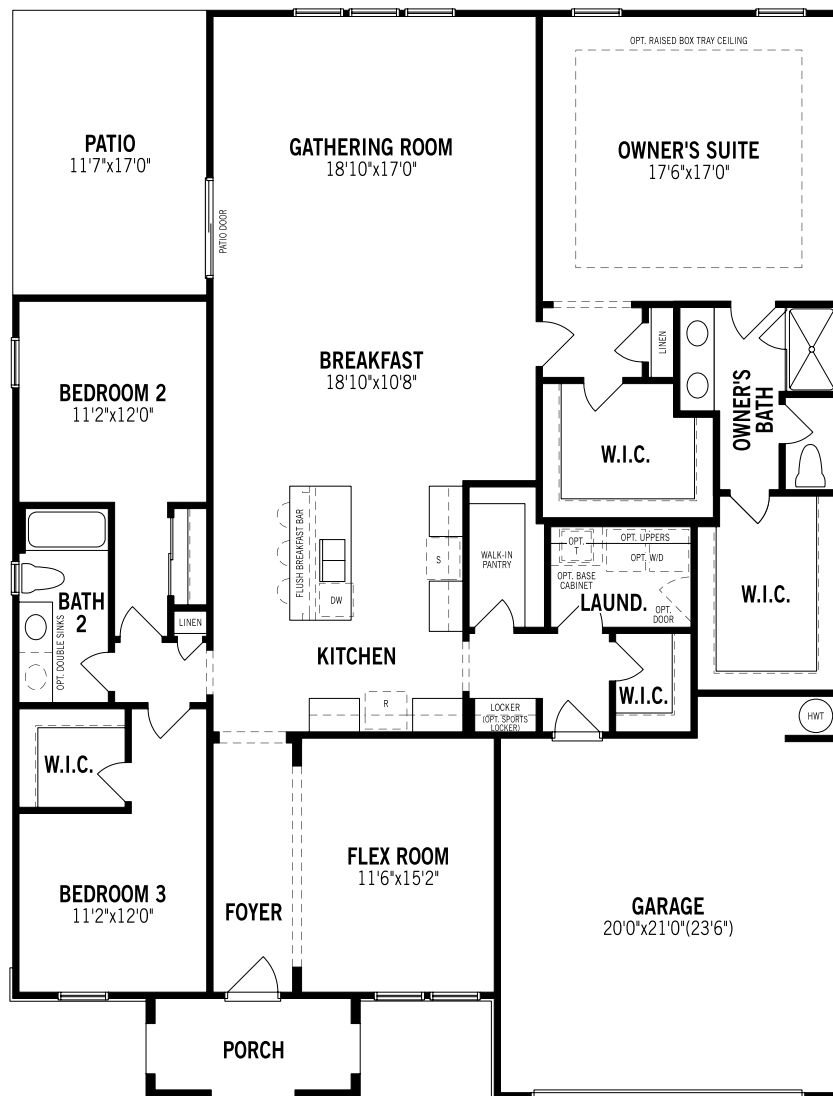 OPT. RAISED BOX TRAY CEILING
PATIO
11'7"x17'0"
GATHERING ROOM
18'10"x17'0"
OWNER'S SUITE
17'6"x17'0"
PATIO DOOR
BREAKFAST
18'10"x10'8"
LINEN
BEDROOM 2
11'2"x12'0"
OWNER'S
BATH
W.I.C.
FLUSH BREAKFAST BAR
DW
S
WALK-IN
PANTRY
OPT.
T
OPT. UPPERS
OPT. W/D
OPT. BASE
CABINET
LAUND.
OPT.
DOOR
W.I.C.
BATH
2
OPT. DOUBLE SINKS
LINEN
KITCHEN
R
LOCKER
(OPT. SPORTS
LOCKER)
W.I.C.
HWT
W.I.C.
BEDROOM 3
11'2"x12'0"
FOYER
FLEX ROOM
11'6"x15'2"
GARAGE
20'0"x21'0"(23'6")
PORCH